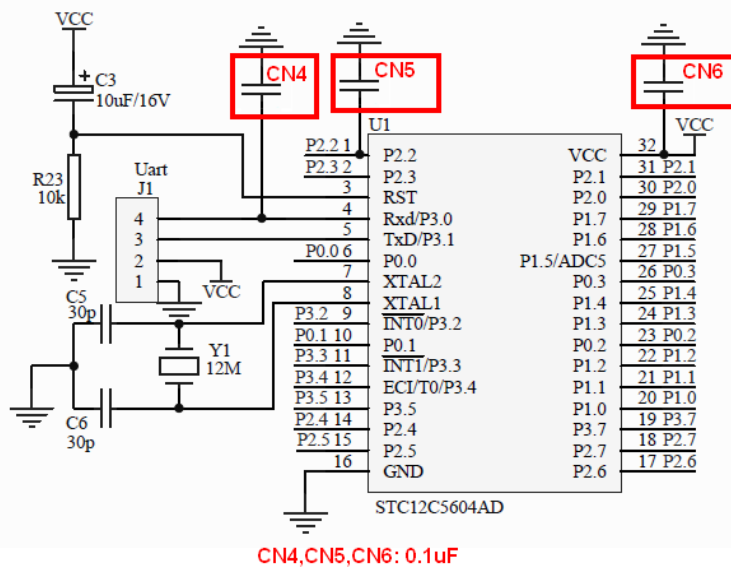 VCC
CN4
CN5
CN6
+
C3
10uF/16V
R23
10k
Uart
J1
4
3
2
1
VCC
C5
30p
Y1
12M
C6
30p
U1
VCC
P2.2 1 P2.2 VCC 32
P2.3 2 P2.3 P2.1 31 P2.1
3 RST P2.0 30 P2.0
4 Rxd/P3.0 P1.7 29 P1.7
5 TxD/P3.1 P1.6 28 P1.6
P0.0 6 P0.0 P1.5/ADC5 27 P1.5
7 XTAL2 P0.3 26 P0.3
8 XTAL1 P1.4 25 P1.4
P3.2 9 INT0/P3.2 P1.3 24 P1.3
P0.1 10 P0.1 P0.2 23 P0.2
P3.3 11 INT1/P3.3 P1.2 22 P1.2
P3.4 12 ECI/T0/P3.4 P1.1 21 P1.1
P3.5 13 P3.5 P1.0 20 P1.0
P2.4 14 P2.4 P3.7 19 P3.7
P2.5 15 P2.5 P2.7 18 P2.7
16 GND P2.6 17 P2.6
STC12C5604AD
CN4,CN5,CN6: 0.1uF